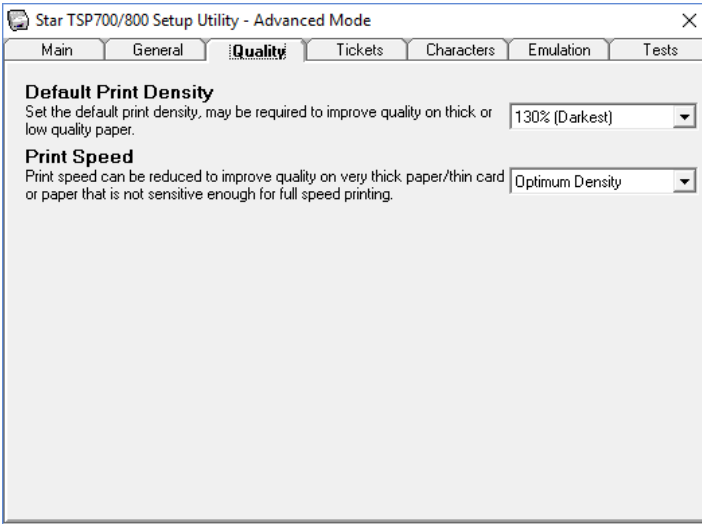 Star TSP700/800 Setup Utility - Advanced Mode
Main General Quality Tickets Characters Emulation Tests
Default Print Density
Set the default print density, may be required to improve quality on thick or
low quality paper.
130% (Darkest)
Print Speed
Print speed can be reduced to improve quality on very thick paper/thin card
or paper that is not sensitive enough for full speed printing.
Optimum Density